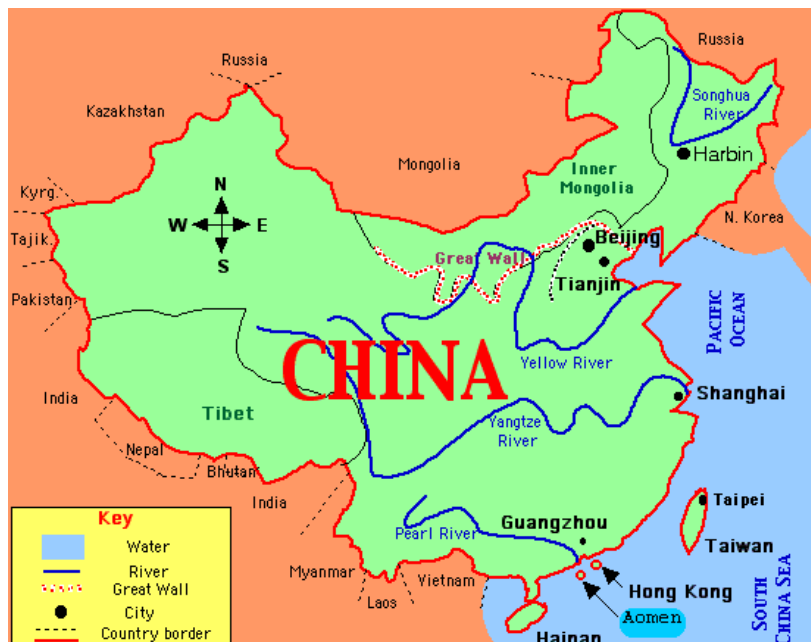 Russia
Russia
Kazakhstan
Songhua
River
Harbin
Mongolia
Inner
Mongolia
Kyrg.
N
W E
S
N. Korea
Tajik.
Beijing
Great Wall
Tianjin
Pakistan
PACIFIC
OCEAN
CHINA
Yellow River
India
Shanghai
Tibet
Yangtze
River
Nepal
Bhutan
India
Taipei
Key
Guangzhou
Pearl River
Water
Taiwan
River
Myanmar
Vietnam
Great Wall
Hong Kong
Laos
City
Aomen
SOUTH
CHINA SEA
Country border
Hainan